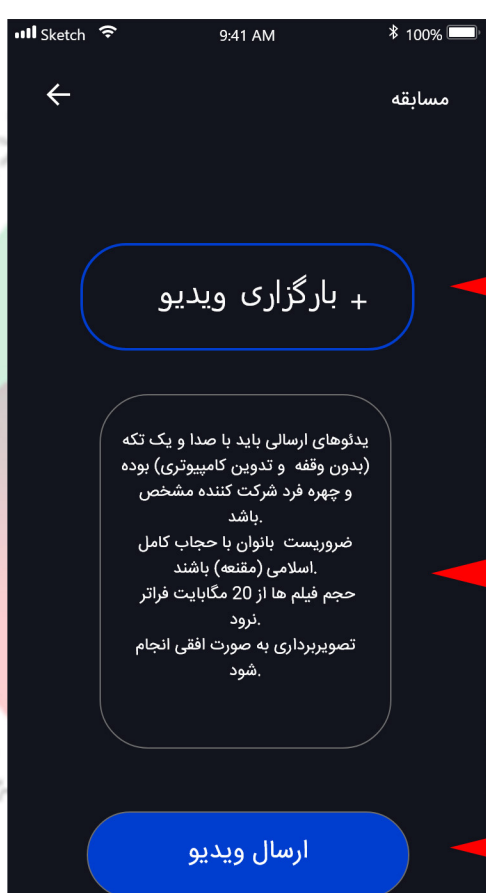 Sketch 9:41 AM 100%
مسابقه
+ بارگزاری ویدیو
یدئوهای ارسالی باید با صدا و یک تکه
(بدون وقفه و تدوین کامپیوتری) بوده
و چهره فرد شرکت کننده مشخص
باشد.
ضروریست بانوان با حجاب کامل
اسلامی (مقنعه) باشند.
حجم فیلم ها از 20 مگابایت فراتر
نرود.
تصویربرداری به صورت افقی انجام
شود.
ارسال ویدیو